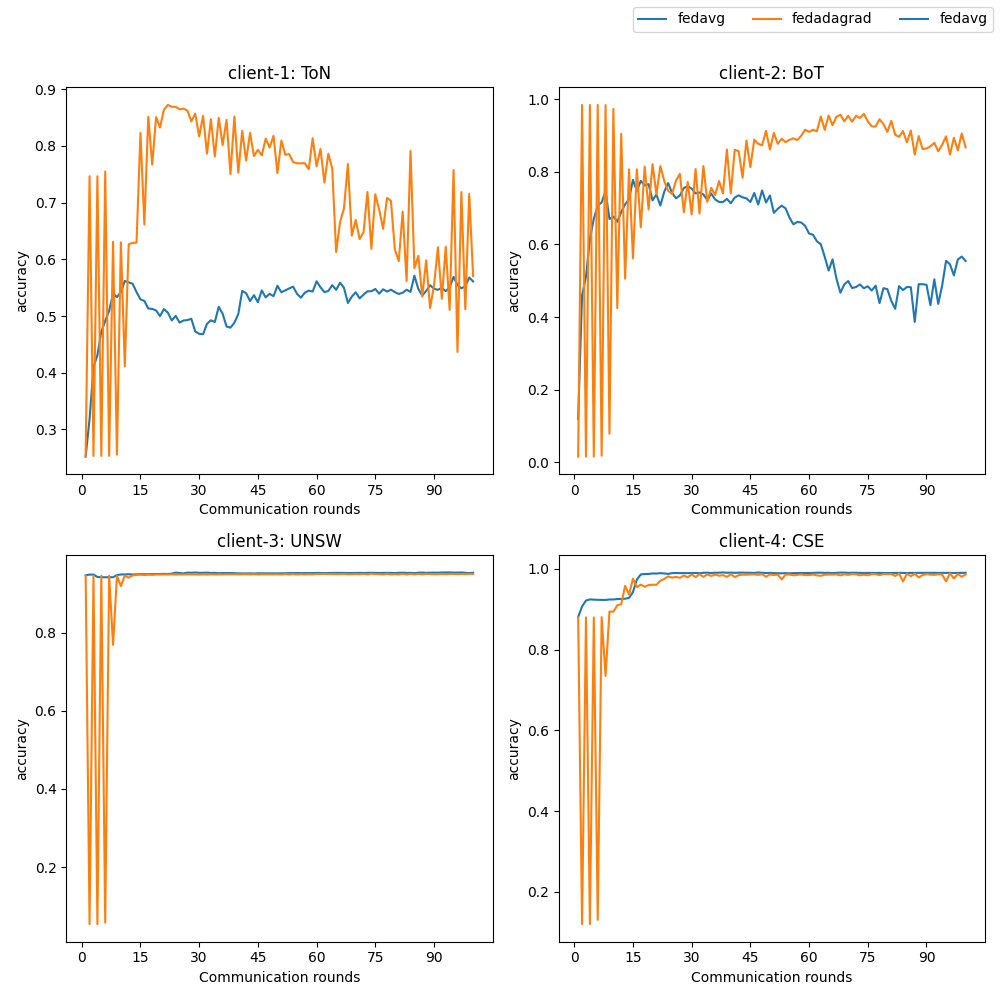 fedavg fedadagrad fedavg
client-1: ToN
accuracy
0.9
0.8
0.7
0.6
0.5
0.4
0.3
0 15 30 45 60 75 90
Communication rounds
client-2: BoT
accuracy
1.0
0.8
0.6
0.4
0.2
0.0
0 15 30 45 60 75 90
Communication rounds
client-3: UNSW
accuracy
0.8
0.6
0.4
0.2
0 15 30 45 60 75 90
Communication rounds
client-4: CSE
accuracy
1.0
0.8
0.6
0.4
0.2
0 15 30 45 60 75 90
Communication rounds